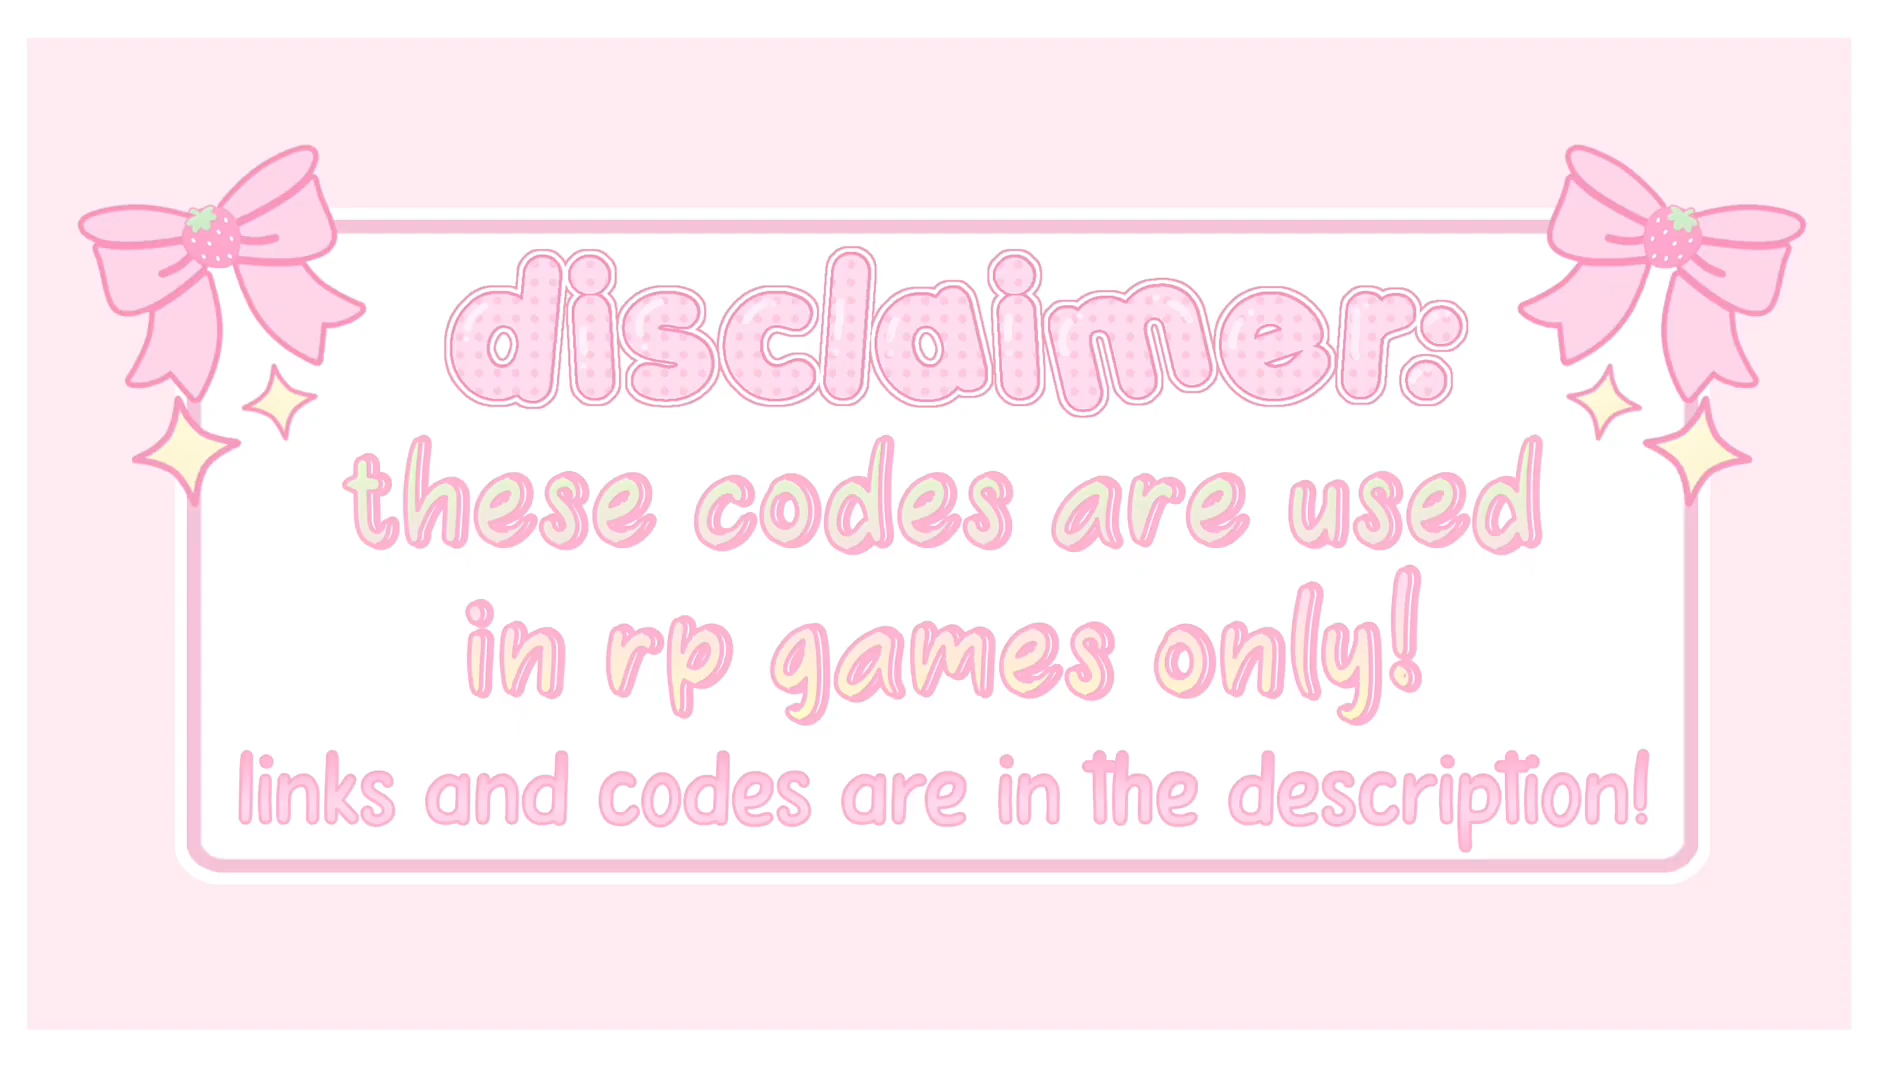 disclaimer:
these codes are used
in rp games only!
links and codes are in the description!